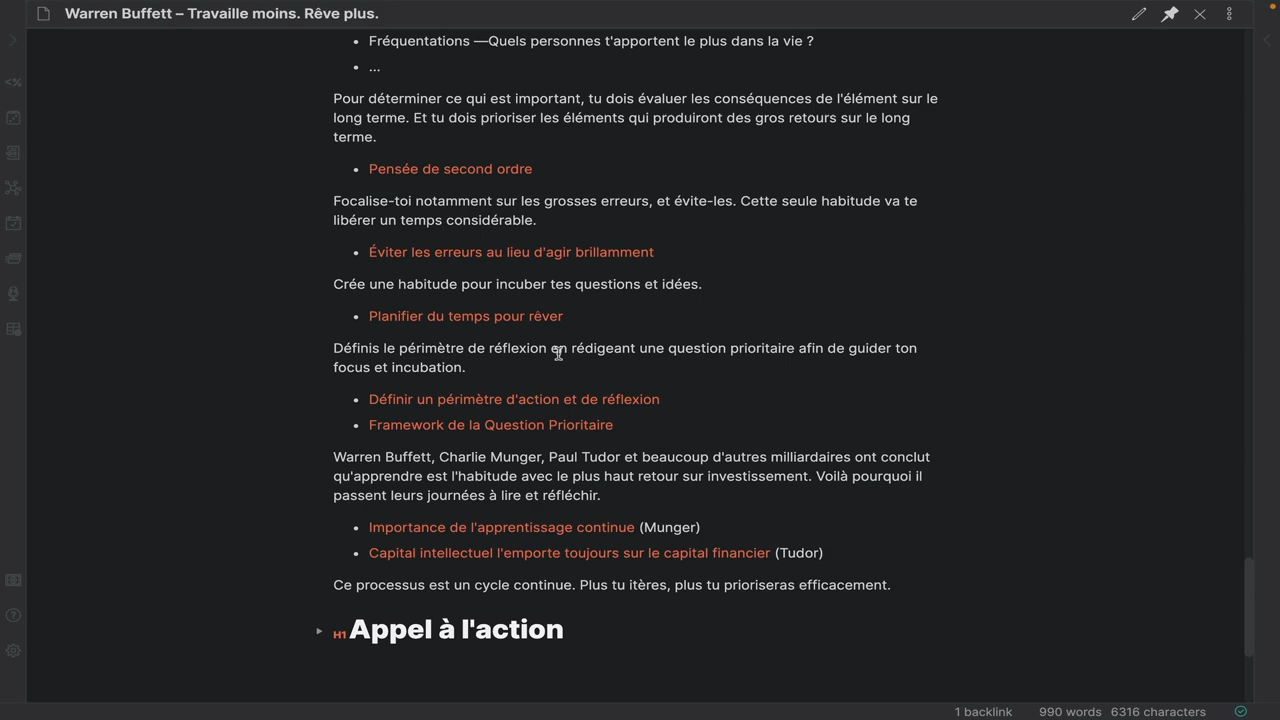 Warren Buffett – Travaille moins. Rêve plus.
• Fréquentations —Quels personnes t'apportent le plus dans la vie ?
• ...
Pour déterminer ce qui est important, tu dois évaluer les conséquences de l'élément sur le
long terme. Et tu dois prioriser les éléments qui produiront des gros retours sur le long
terme.
• Pensée de second ordre
Focalise-toi notamment sur les grosses erreurs, et évite-les. Cette seule habitude va te
libérer un temps considérable.
• Éviter les erreurs au lieu d'agir brillamment
Crée une habitude pour incuber tes questions et idées.
• Planifier du temps pour rêver
Définis le périmètre de réflexion en rédigeant une question prioritaire afin de guider ton
focus et incubation.
• Définir un périmètre d'action et de réflexion
• Framework de la Question Prioritaire
Warren Buffett, Charlie Munger, Paul Tudor et beaucoup d'autres milliardaires ont conclut
qu'apprendre est l'habitude avec le plus haut retour sur investissement. Voilà pourquoi il
passent leurs journées à lire et réfléchir.
• Importance de l'apprentissage continue (Munger)
• Capital intellectuel l'emporte toujours sur le capital financier (Tudor)
Ce processus est un cycle continue. Plus tu itères, plus tu prioriseras efficacement.
H1 Appel à l'action
1 backlink 990 words 6316 characters